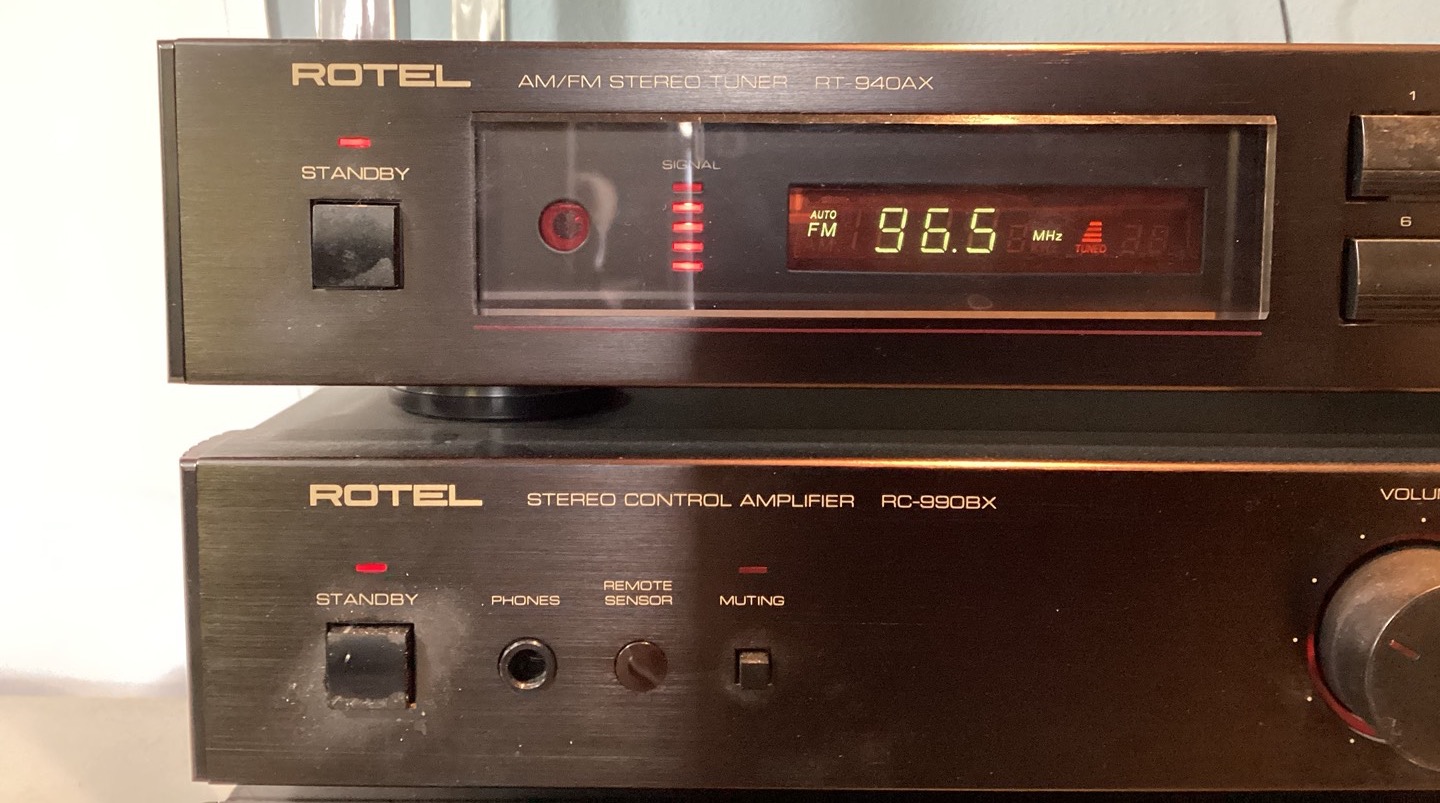 ROTEL AM/FM STEREO TUNER RT-940AX
1
STANDBY
SIGNAL
6
AUTO
FM 96.5 MHz
TUNED
ROTEL STEREO CONTROL AMPLIFIER RC-990BX
VOLU
STANDBY
PHONES
REMOTE
SENSOR
MUTING